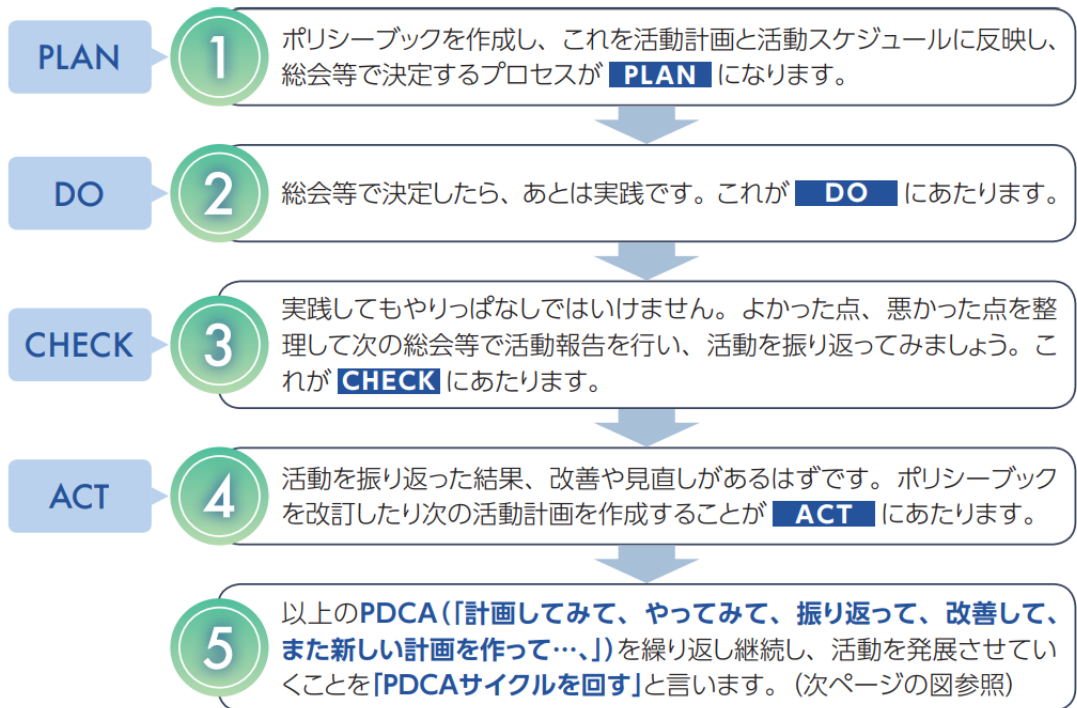 PLAN
1
ポリシーブックを作成し、これを活動計画と活動スケジュールに反映し、
総会等で決定するプロセスが PLAN になります。
DO
2
総会等で決定したら、あとは実践です。これが DO にあたります。
CHECK
3
実践してもやりっぱなしではいけません。よかった点、悪かった点を整
理して次の総会等で活動報告を行い、活動を振り返ってみましょう。こ
れが CHECK にあたります。
ACT
4
活動を振り返った結果、改善や見直しがあるはずです。ポリシーブック
を改訂したり次の活動計画を作成することが ACT にあたります。
5
以上のPDCA(「計画してみて、やってみて、振り返って、改善して、
また新しい計画を作って…、」)を繰り返し継続し、活動を発展させてい
くことを「PDCAサイクルを回す」と言います。(次ページの図参照)